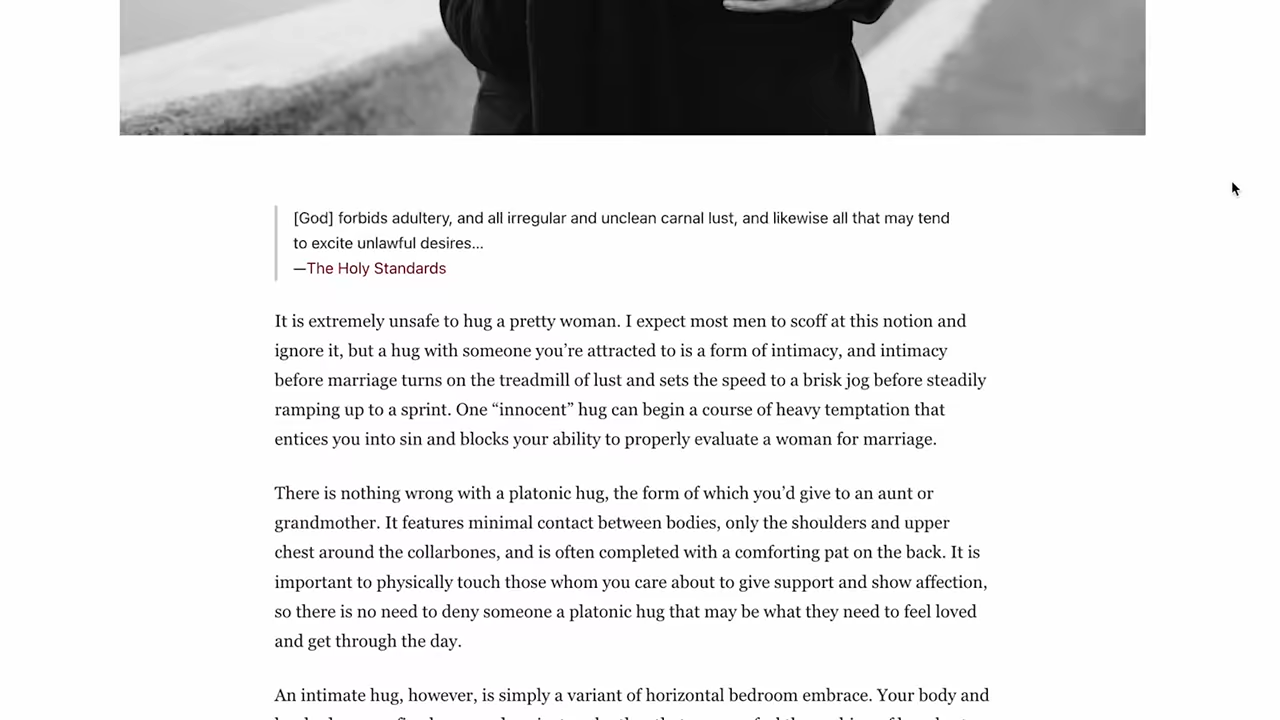 [God] forbids adultery, and all irregular and unclean carnal lust, and likewise all that may tend
to excite unlawful desires...
—The Holy Standards
It is extremely unsafe to hug a pretty woman. I expect most men to scoff at this notion and
ignore it, but a hug with someone you’re attracted to is a form of intimacy, and intimacy
before marriage turns on the treadmill of lust and sets the speed to a brisk jog before steadily
ramping up to a sprint. One “innocent” hug can begin a course of heavy temptation that
entices you into sin and blocks your ability to properly evaluate a woman for marriage.
There is nothing wrong with a platonic hug, the form of which you’d give to an aunt or
grandmother. It features minimal contact between bodies, only the shoulders and upper
chest around the collarbones, and is often completed with a comforting pat on the back. It is
important to physically touch those whom you care about to give support and show affection,
so there is no need to deny someone a platonic hug that may be what they need to feel loved
and get through the day.
An intimate hug, however, is simply a variant of horizontal bedroom embrace. Your body and